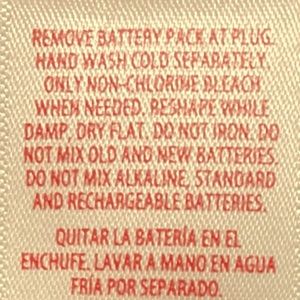 REMOVE BATTERY PACK AT PLUG.
HAND WASH COLD SEPARATELY.
ONLY NON-CHLORINE BLEACH
WHEN NEEDED. RESHAPE WHILE
DAMP. DRY FLAT. DO NOT IRON. DO
NOT MIX OLD AND NEW BATTERIES.
DO NOT MIX ALKALINE, STANDARD
AND RECHARGEABLE BATTERIES.
QUITAR LA BATERÍA EN EL
ENCHUFE. LAVAR A MANO EN AGUA
FRÍA POR SEPARADO.